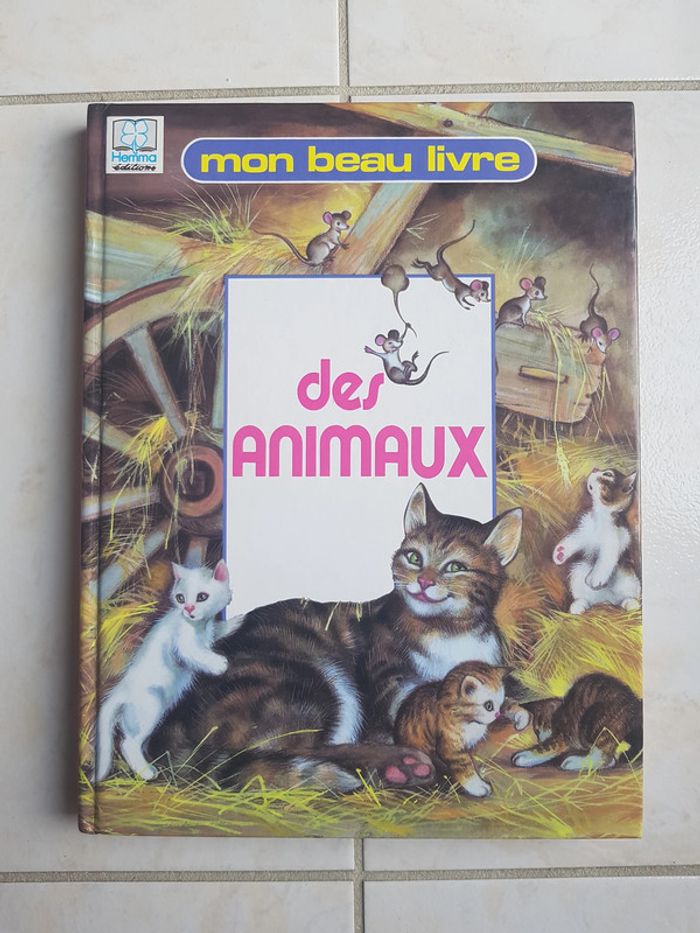 Hemma
éditions
mon beau livre
des
ANIMAUX